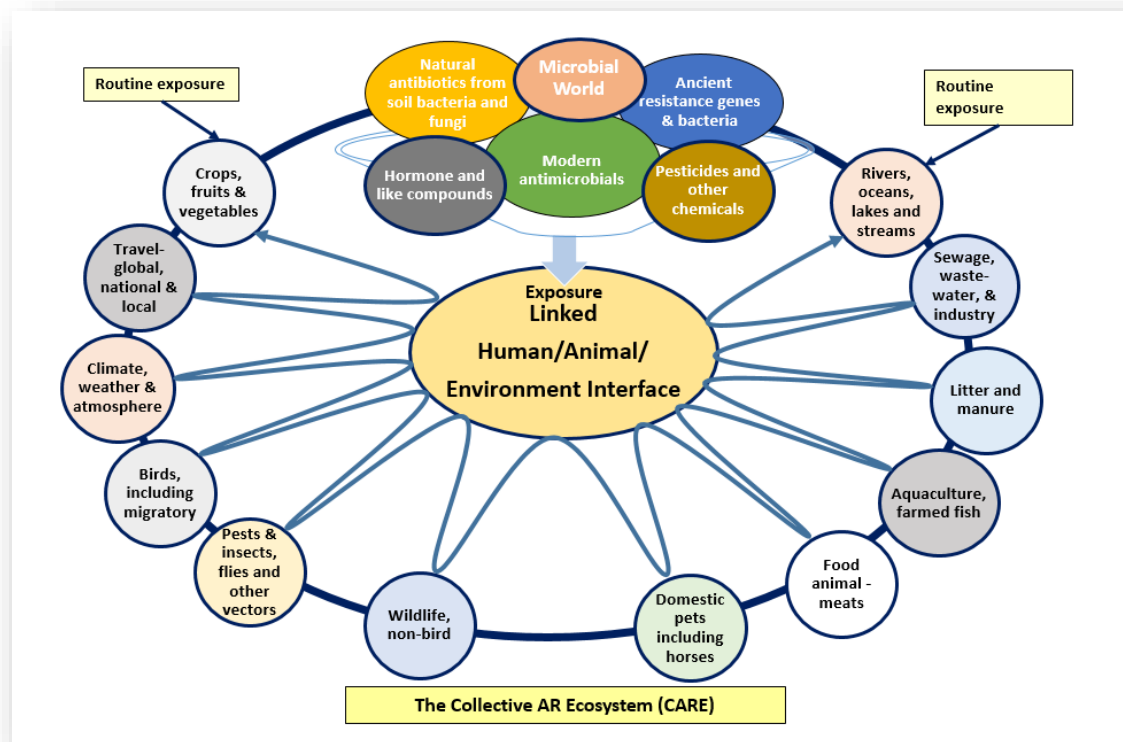 Routine exposure
Natural
antibiotics from
soil bacteria and
fungi
Microbial
World
Ancient
resistance genes
& bacteria
Routine
exposure
Hormone and
like compounds
Modern
antimicrobials
Pesticides and
other
chemicals
Crops,
fruits &
vegetables
Rivers,
oceans,
lakes and
streams
Travel-
global,
national &
local
Sewage,
waste-
water, &
industry
Exposure
Linked
Human/Animal/
Environment Interface
Climate,
weather &
atmosphere
Litter and
manure
Birds,
including
migratory
Aquaculture,
farmed fish
Pests &
insects,
flies and
other
vectors
Food
animal -
meats
Wildlife,
non-bird
Domestic
pets
including
horses
The Collective AR Ecosystem (CARE)